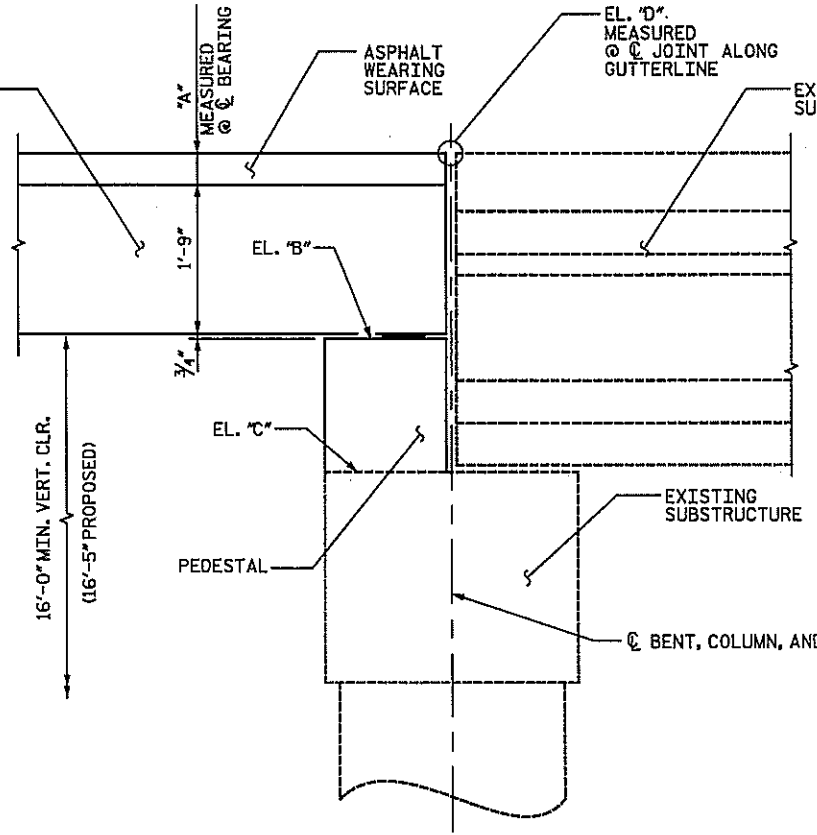 EL. "D".
MEASURED
@ ℄ JOINT ALONG
GUTTERLINE
ASPHALT
WEARING
SURFACE
"A"
MEASURED
@ ℄ BEARING
EX
SU
1'-9"
EL. "B"
3/4"
EL. "C"
16'-0" MIN. VERT. CLR.
(16'-5" PROPOSED)
EXISTING
SUBSTRUCTURE
PEDESTAL
℄ BENT, COLUMN, AND